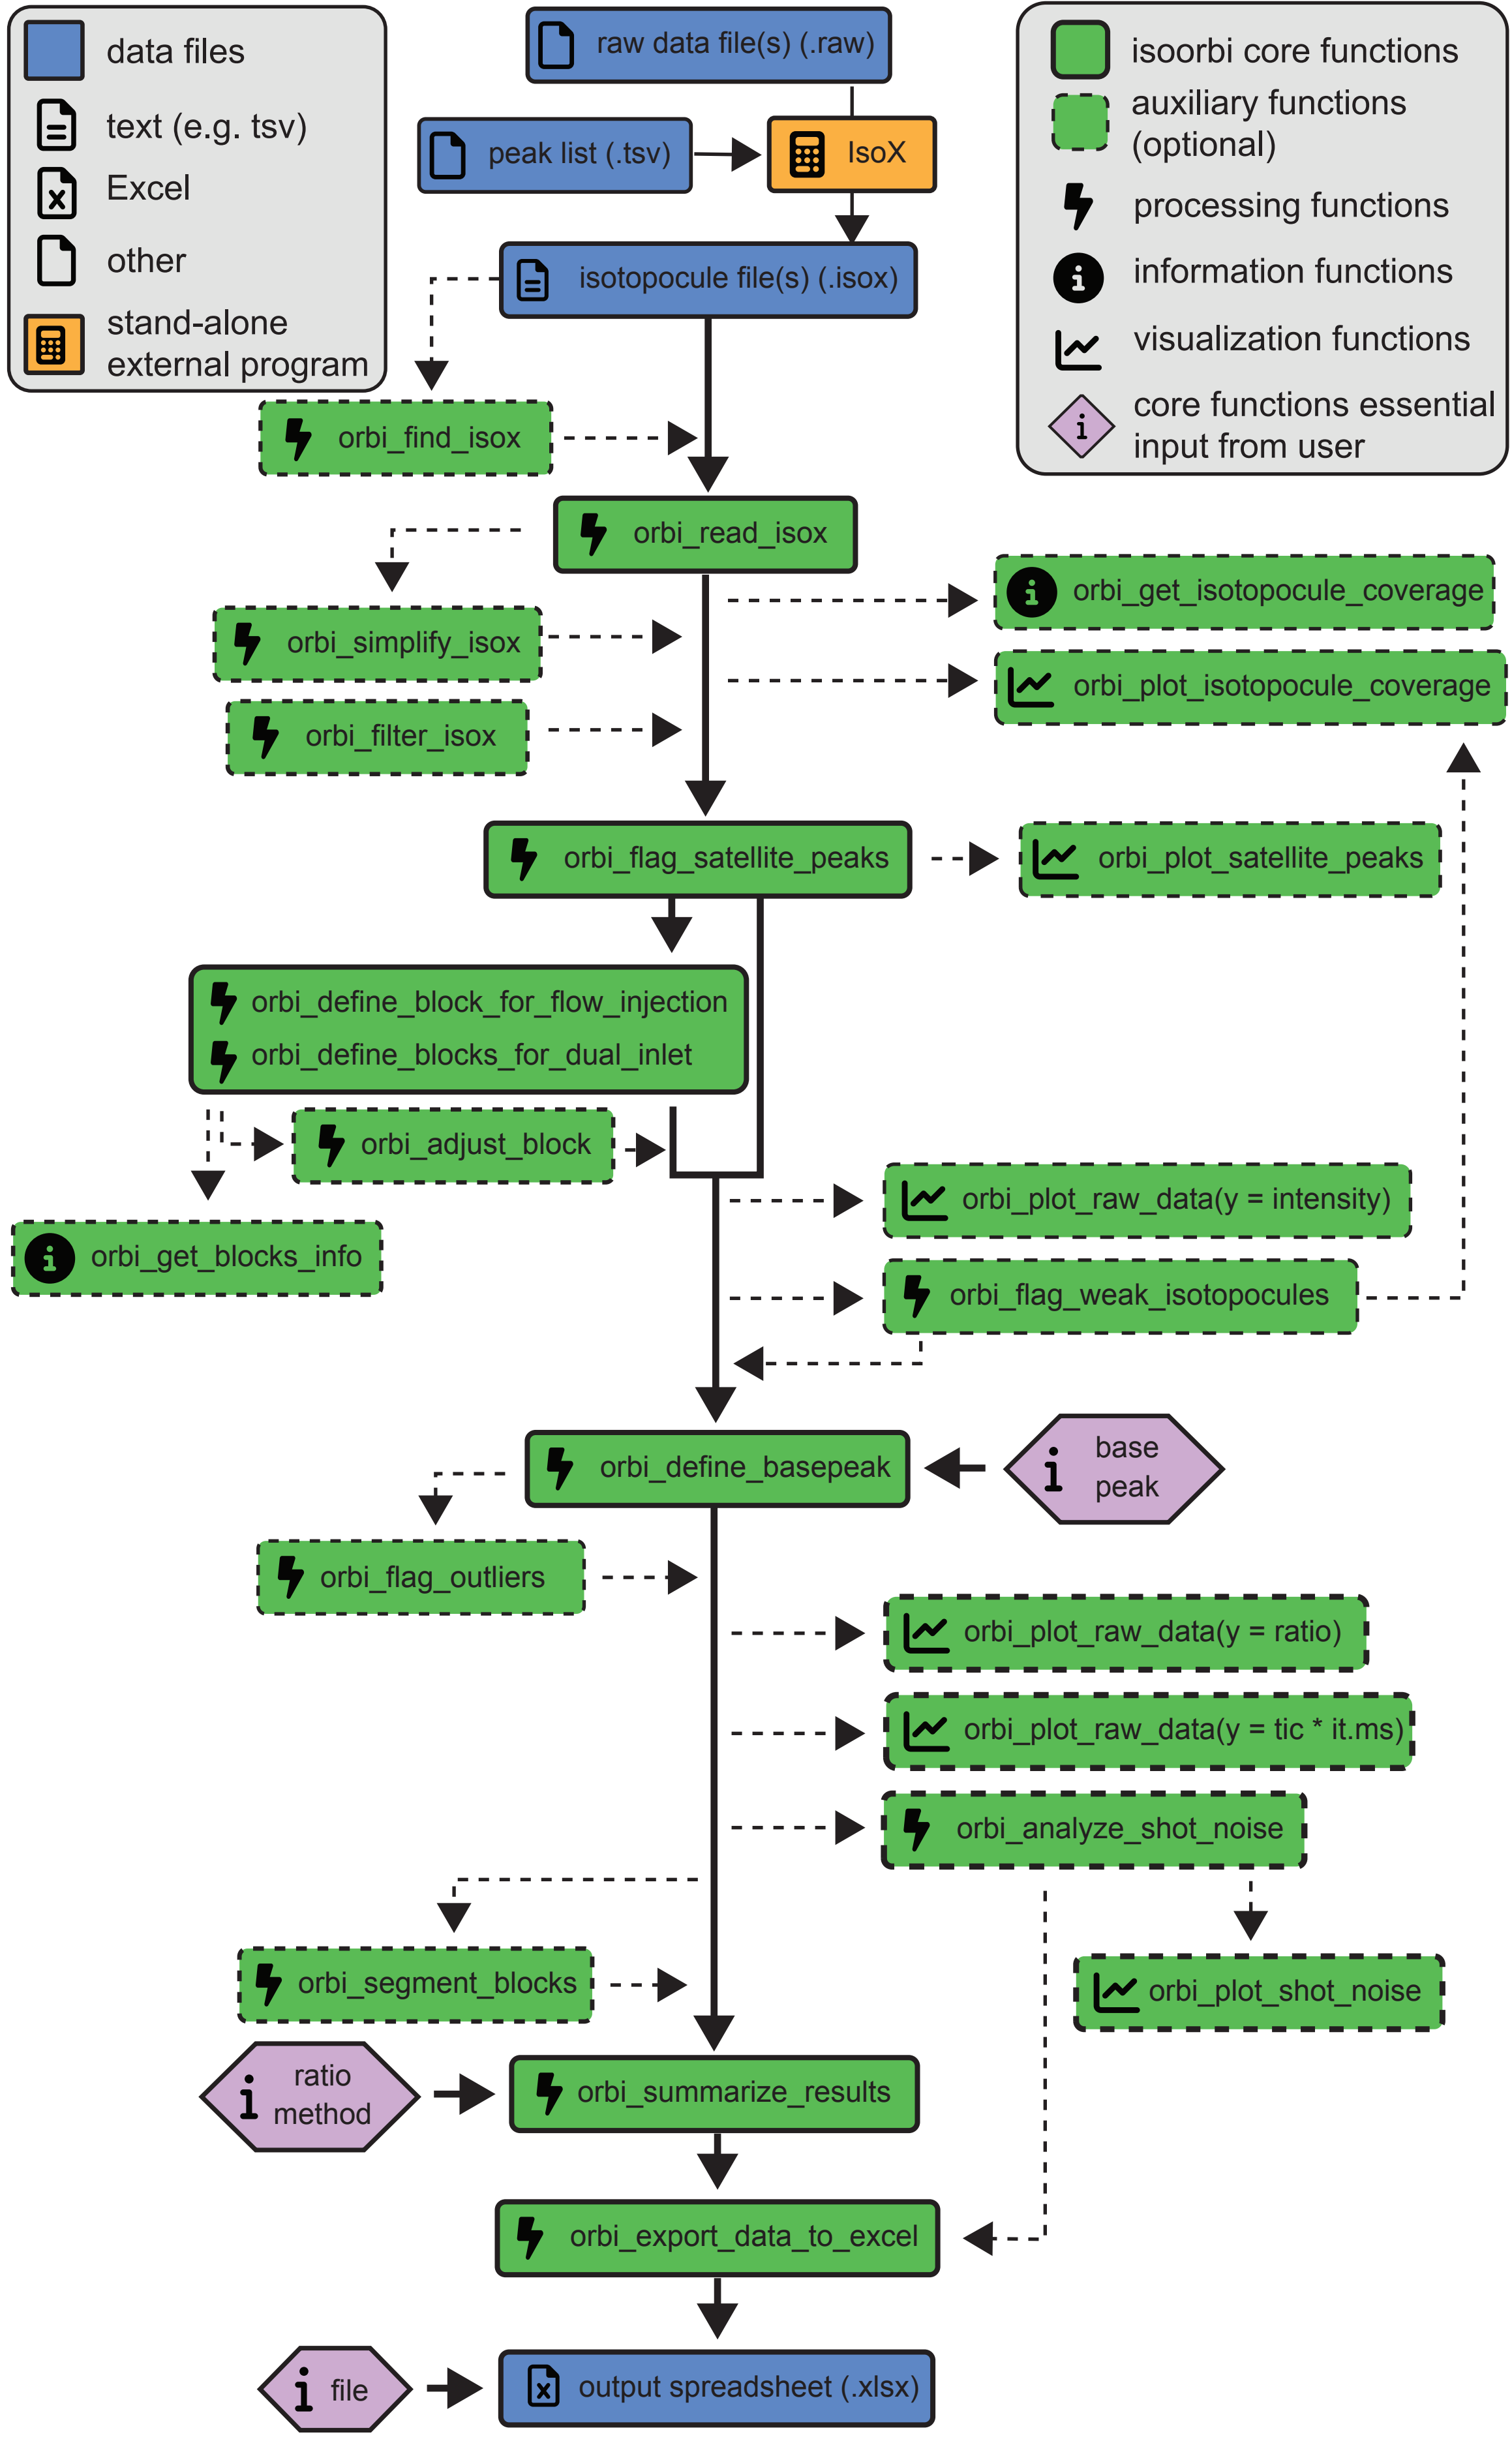 data files
text (e.g. tsv)
Excel
other
stand-alone
external program
raw data file(s) (.raw)
peak list (.tsv)
IsoX
isotopocule file(s) (.isox)
isoorbi core functions
auxiliary functions
(optional)
processing functions
information functions
visualization functions
core functions essential
input from user
orbi_find_isox
orbi_read_isox
orbi_get_isotopocule_coverage
orbi_simplify_isox
orbi_plot_isotopocule_coverage
orbi_filter_isox
orbi_flag_satellite_peaks
orbi_plot_satellite_peaks
orbi_define_block_for_flow_injection
orbi_define_blocks_for_dual_inlet
orbi_adjust_block
orbi_plot_raw_data(y = intensity)
orbi_get_blocks_info
orbi_flag_weak_isotopocules
orbi_define_basepeak
base
peak
orbi_flag_outliers
orbi_plot_raw_data(y = ratio)
orbi_plot_raw_data(y = tic * it.ms)
orbi_analyze_shot_noise
orbi_segment_blocks
orbi_plot_shot_noise
ratio
method
orbi_summarize_results
orbi_export_data_to_excel
file
output spreadsheet (.xlsx)